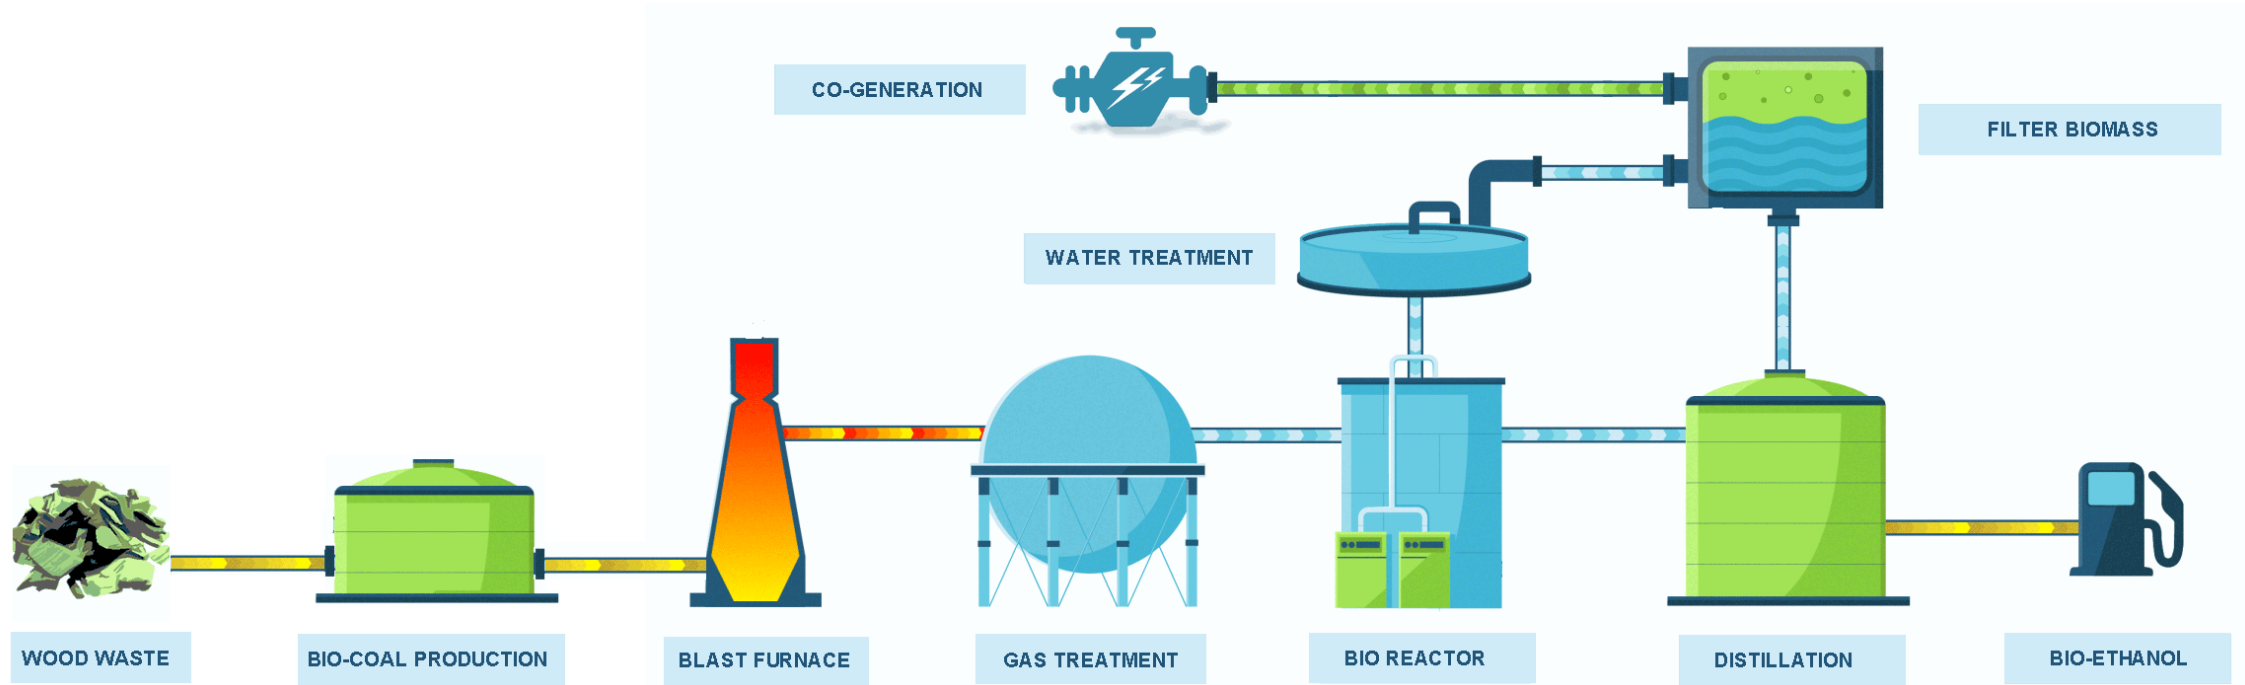 CO-GENERATION
FILTER BIOMASS
WATER TREATMENT
WOOD WASTE
BIO-COAL PRODUCTION
BLAST FURNACE
GAS TREATMENT
BIO REACTOR
DISTILLATION
BIO-ETHANOL